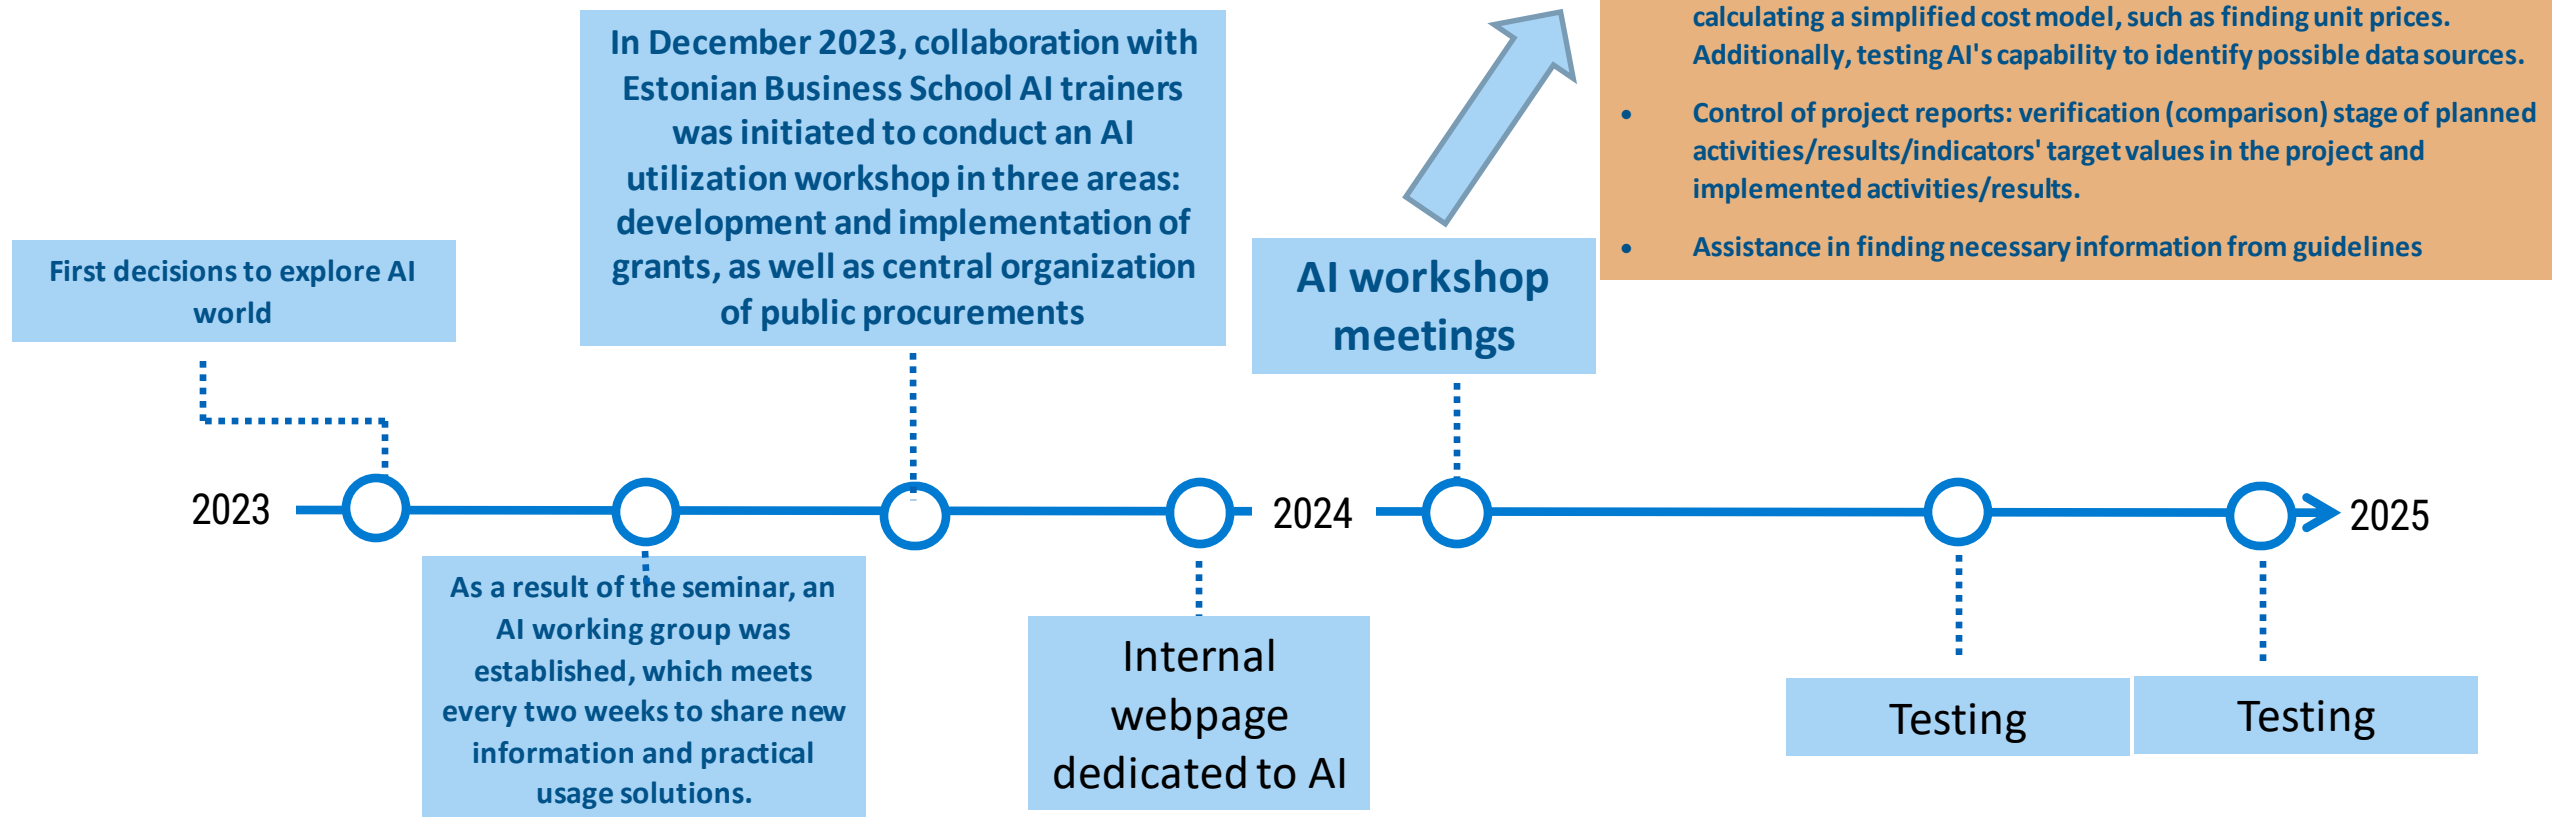 calculating a simplified cost model, such as finding unit prices.
Additionally, testing AI's capability to identify possible data sources.
• Control of project reports: verification (comparison) stage of planned
activities/results/indicators' target values in the project and
implemented activities/results.
• Assistance in finding necessary information from guidelines
In December 2023, collaboration with
Estonian Business School AI trainers
was initiated to conduct an AI
utilization workshop in three areas:
development and implementation of
grants, as well as central organization
of public procurements
First decisions to explore AI
world
AI workshop
meetings
2023
2024
2025
As a result of the seminar, an
AI working group was
established, which meets
every two weeks to share new
information and practical
usage solutions.
Internal
webpage
dedicated to AI
Testing
Testing